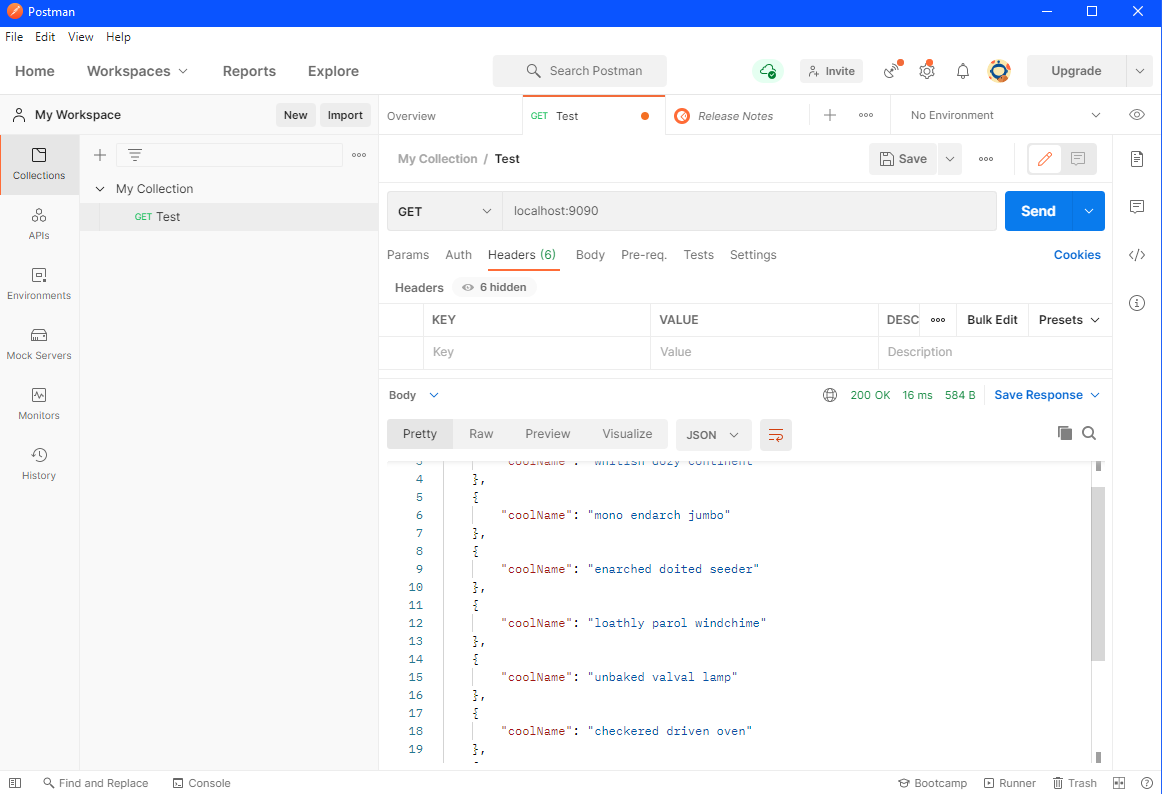 Postman
File Edit View Help
Home Workspaces Reports Explore Search Postman Invite Upgrade
My Workspace New Import Overview GET Test Release Notes No Environment
Collections
APIs
Environments
Mock Servers
Monitors
History
My Collection
GET Test
My Collection / Test Save
GET localhost:9090 Send
Params Auth Headers (6) Body Pre-req. Tests Settings Cookies
Headers 6 hidden
KEY VALUE DESC Bulk Edit Presets
Key Value Description
Body 200 OK 16 ms 584 B Save Response
Pretty Raw Preview Visualize JSON
3 "coolName": "whitish dozy continent"
4 },
5 {
6 "coolName": "mono endarch jumbo"
7 },
8 {
9 "coolName": "enarched doited seeder"
10 },
11 {
12 "coolName": "loathly parol windchime"
13 },
14 {
15 "coolName": "unbaked valval lamp"
16 },
17 {
18 "coolName": "checkered driven oven"
19 },
Find and Replace Console Bootcamp Runner Trash